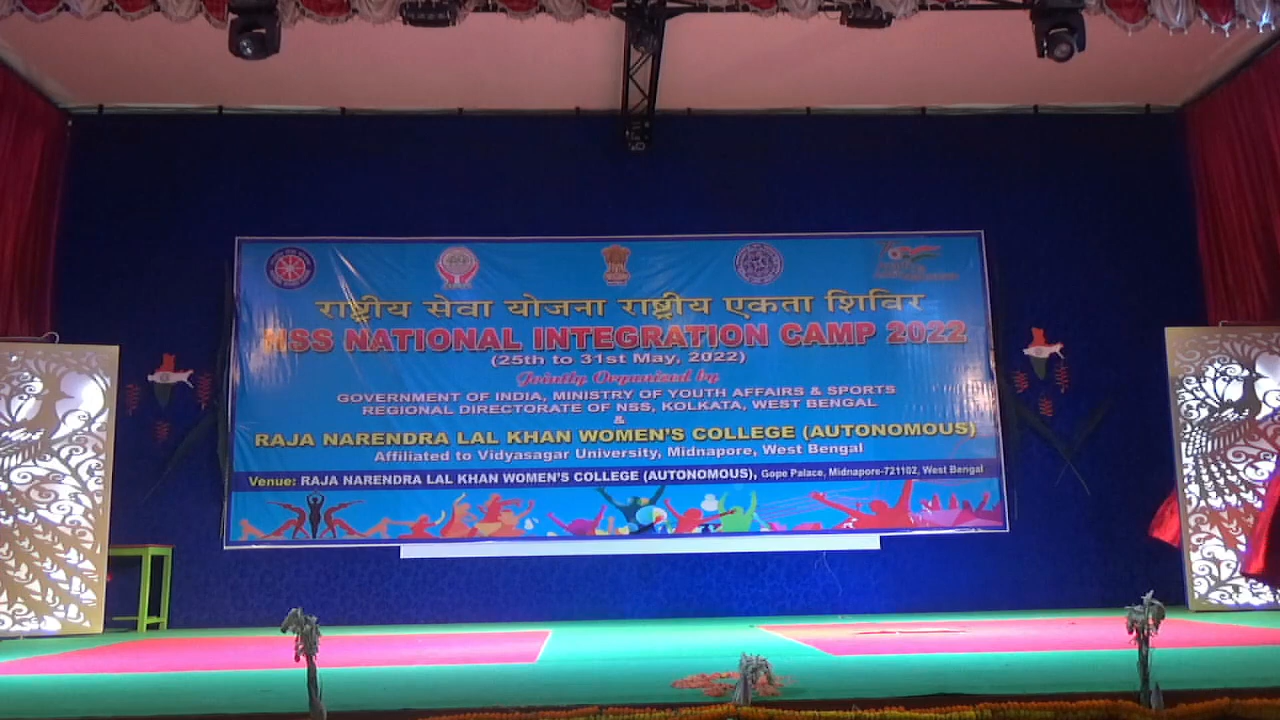 राष्ट्रीय सेवा योजना राष्ट्रीय एकता शिविर
NSS NATIONAL INTEGRATION CAMP 2022
(25th to 31st May, 2022)
Jointly Organized by
GOVERNMENT OF INDIA, MINISTRY OF YOUTH AFFAIRS & SPORTS
REGIONAL DIRECTORATE OF NSS, KOLKATA, WEST BENGAL
&
RAJA NARENDRA LAL KHAN WOMEN'S COLLEGE (AUTONOMOUS)
Affiliated to Vidyasagar University, Midnapore, West Bengal
Venue: RAJA NARENDRA LAL KHAN WOMEN'S COLLEGE (AUTONOMOUS), Gope Palace, Midnapore-721102, West Bengal